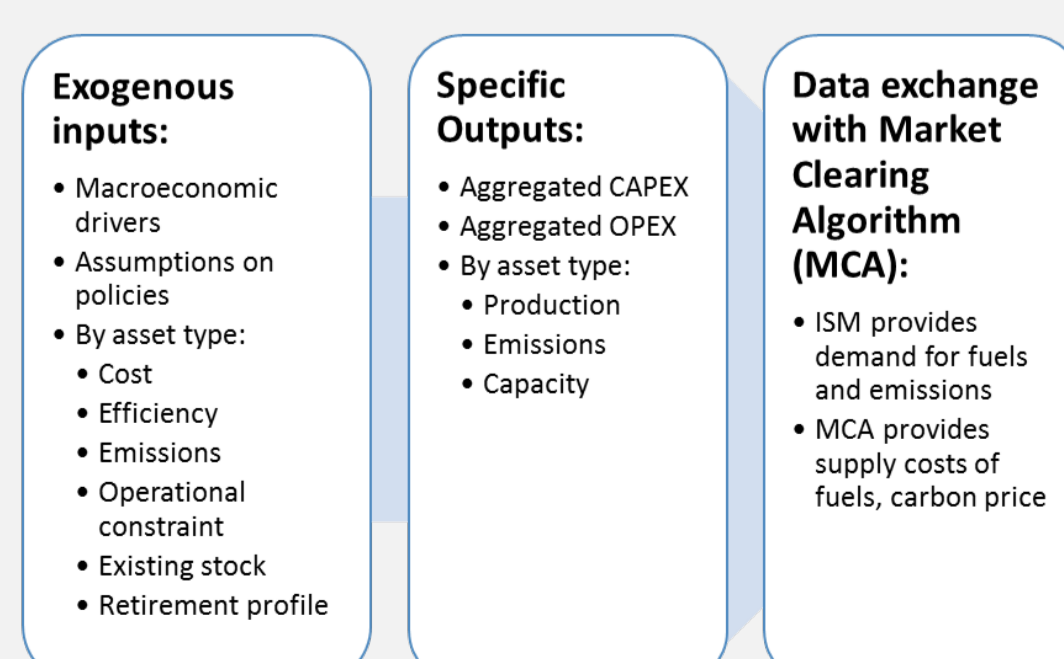 Exogenous
inputs:
• Macroeconomic
drivers
• Assumptions on
policies
• By asset type:
• Cost
• Efficiency
• Emissions
• Operational
constraint
• Existing stock
• Retirement profile
Specific
Outputs:
• Aggregated CAPEX
• Aggregated OPEX
• By asset type:
• Production
• Emissions
• Capacity
Data exchange
with Market
Clearing
Algorithm
(MCA):
• ISM provides
demand for fuels
and emissions
• MCA provides
supply costs of
fuels, carbon price